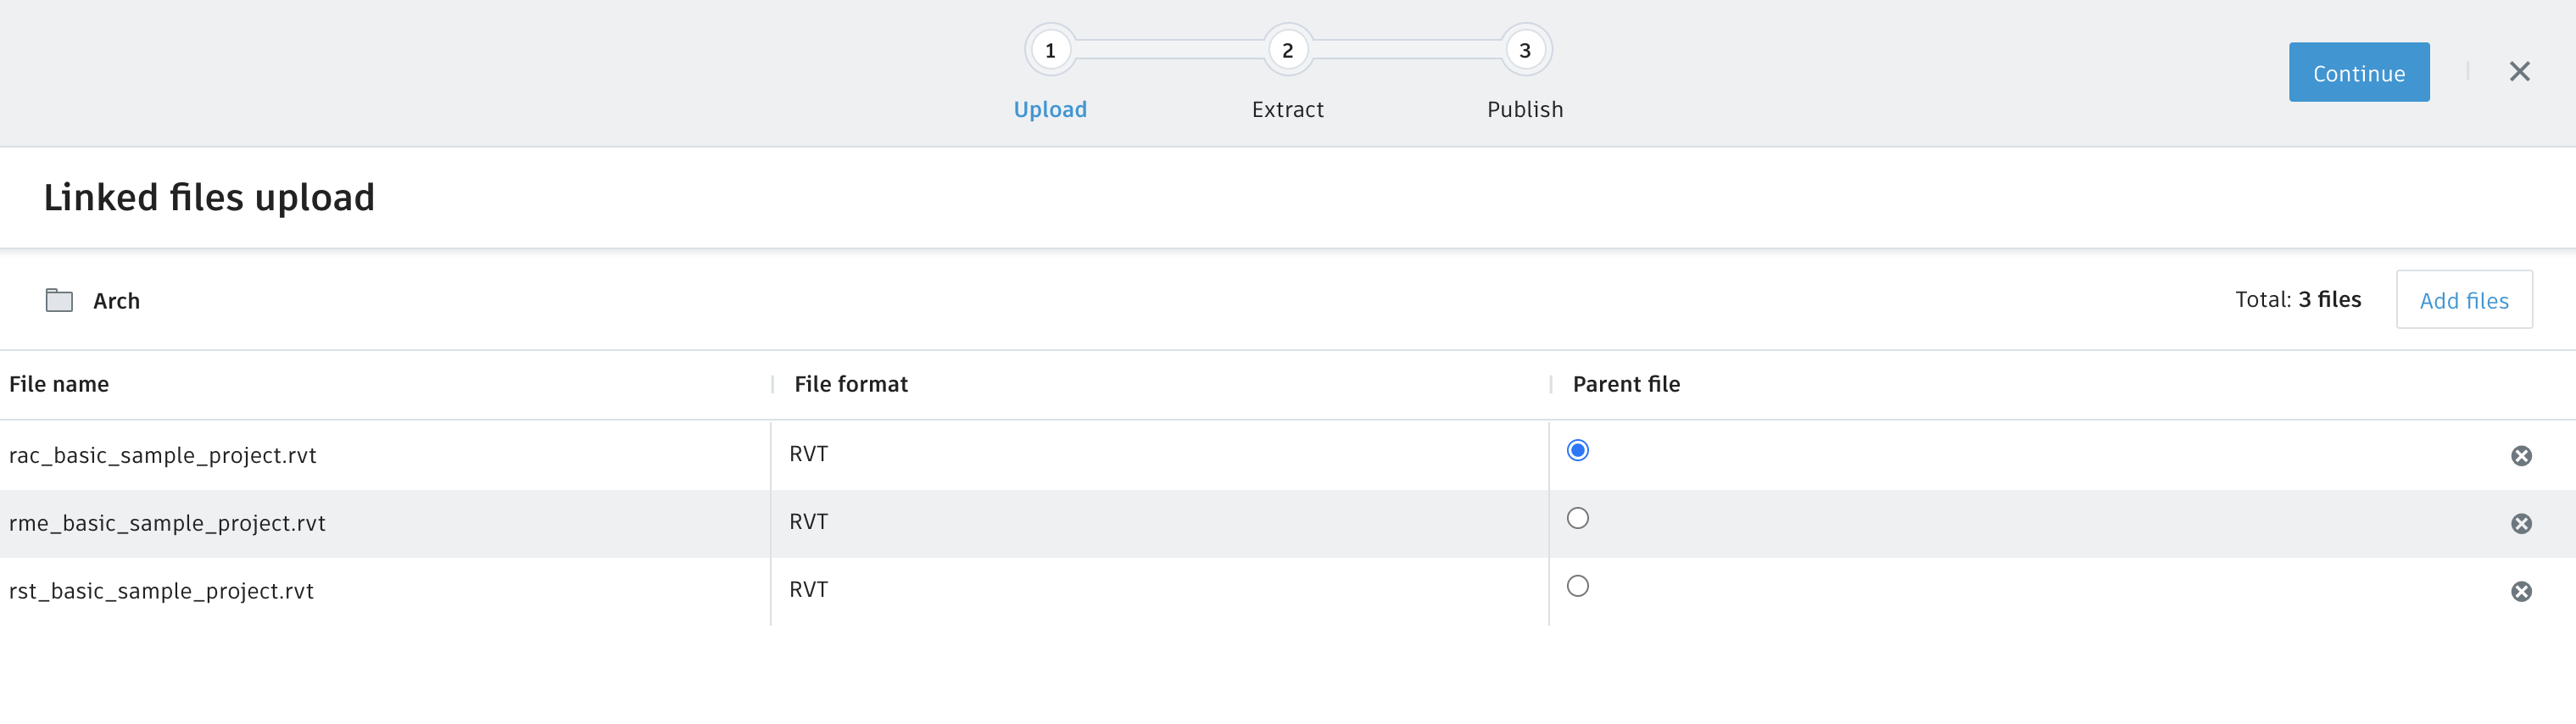 1 2 3
Upload Extract Publish
Continue
Linked files upload
Arch
Total: 3 files
Add files
File name File format Parent file
rac_basic_sample_project.rvt RVT
rme_basic_sample_project.rvt RVT
rst_basic_sample_project.rvt RVT